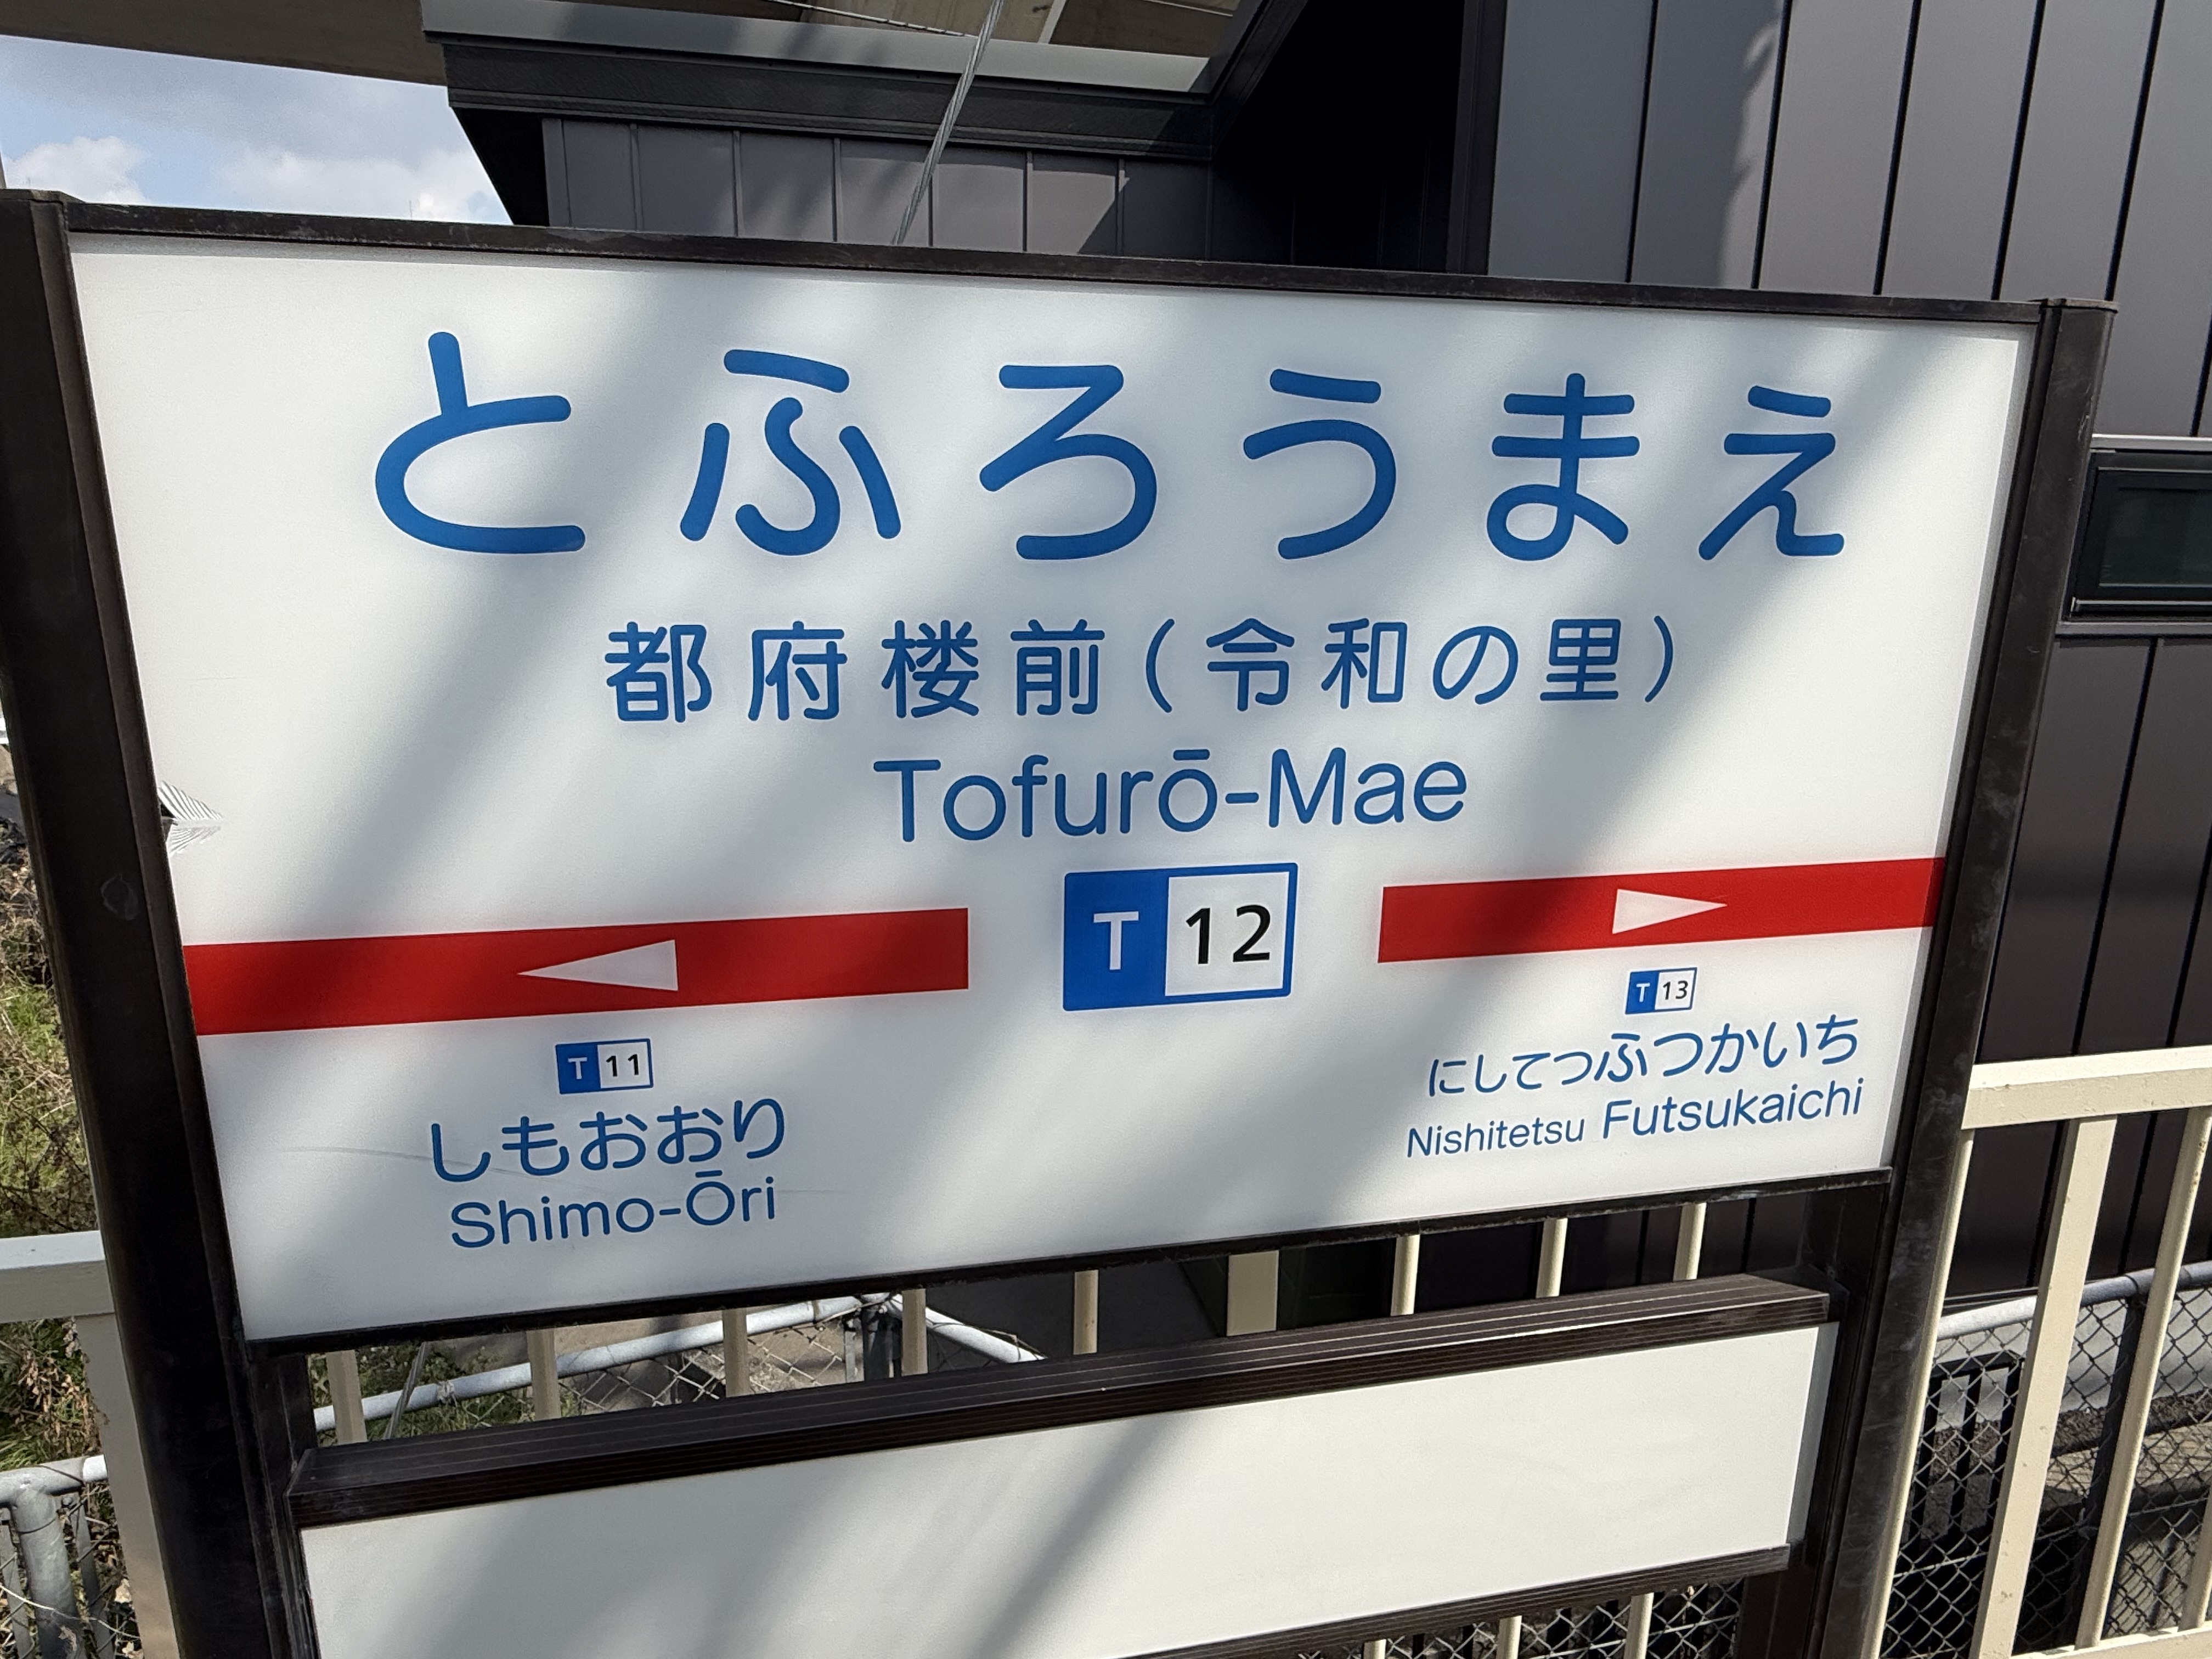 とふろうまえ
都府楼前(令和の里)
Tofurō-Mae
T 12
T 11
しもおおり
Shimo-Ōri
T 13
にしてつふつかいち
Nishitetsu Futsukaichi